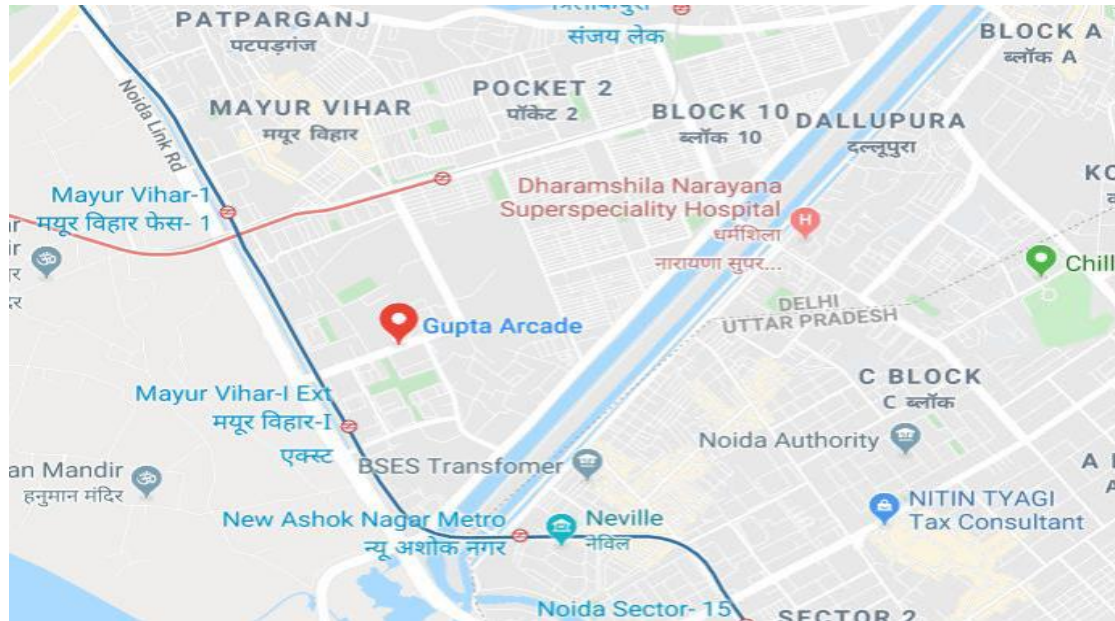 संजय लेक
PATPARGANJ
पटपड़गंज
BLOCK A
ब्लॉक A
Noida Link Rd
MAYUR VIHAR
मयूर विहार
POCKET 2
पॉकेट 2
BLOCK 10
ब्लॉक 10
DALLUPURA
दल्लूपुरा
Mayur Vihar-1
मयूर विहार फेस- 1
Dharamshila Narayana
Superspeciality Hospital
धर्मशिला
नारायणा सुपर...
Chill
DELHI
UTTAR PRADESH
Gupta Arcade
Mayur Vihar-I Ext
मयूर विहार-I
एक्स्ट
C BLOCK
C ब्लॉक
Noida Authority
BSES Transfomer
an Mandir
हनुमान मंदिर
NITIN TYAGI
Tax Consultant
New Ashok Nagar Metro
न्यू अशोक नगर
Neville
नेविल
Noida Sector- 15
SECTOR 2